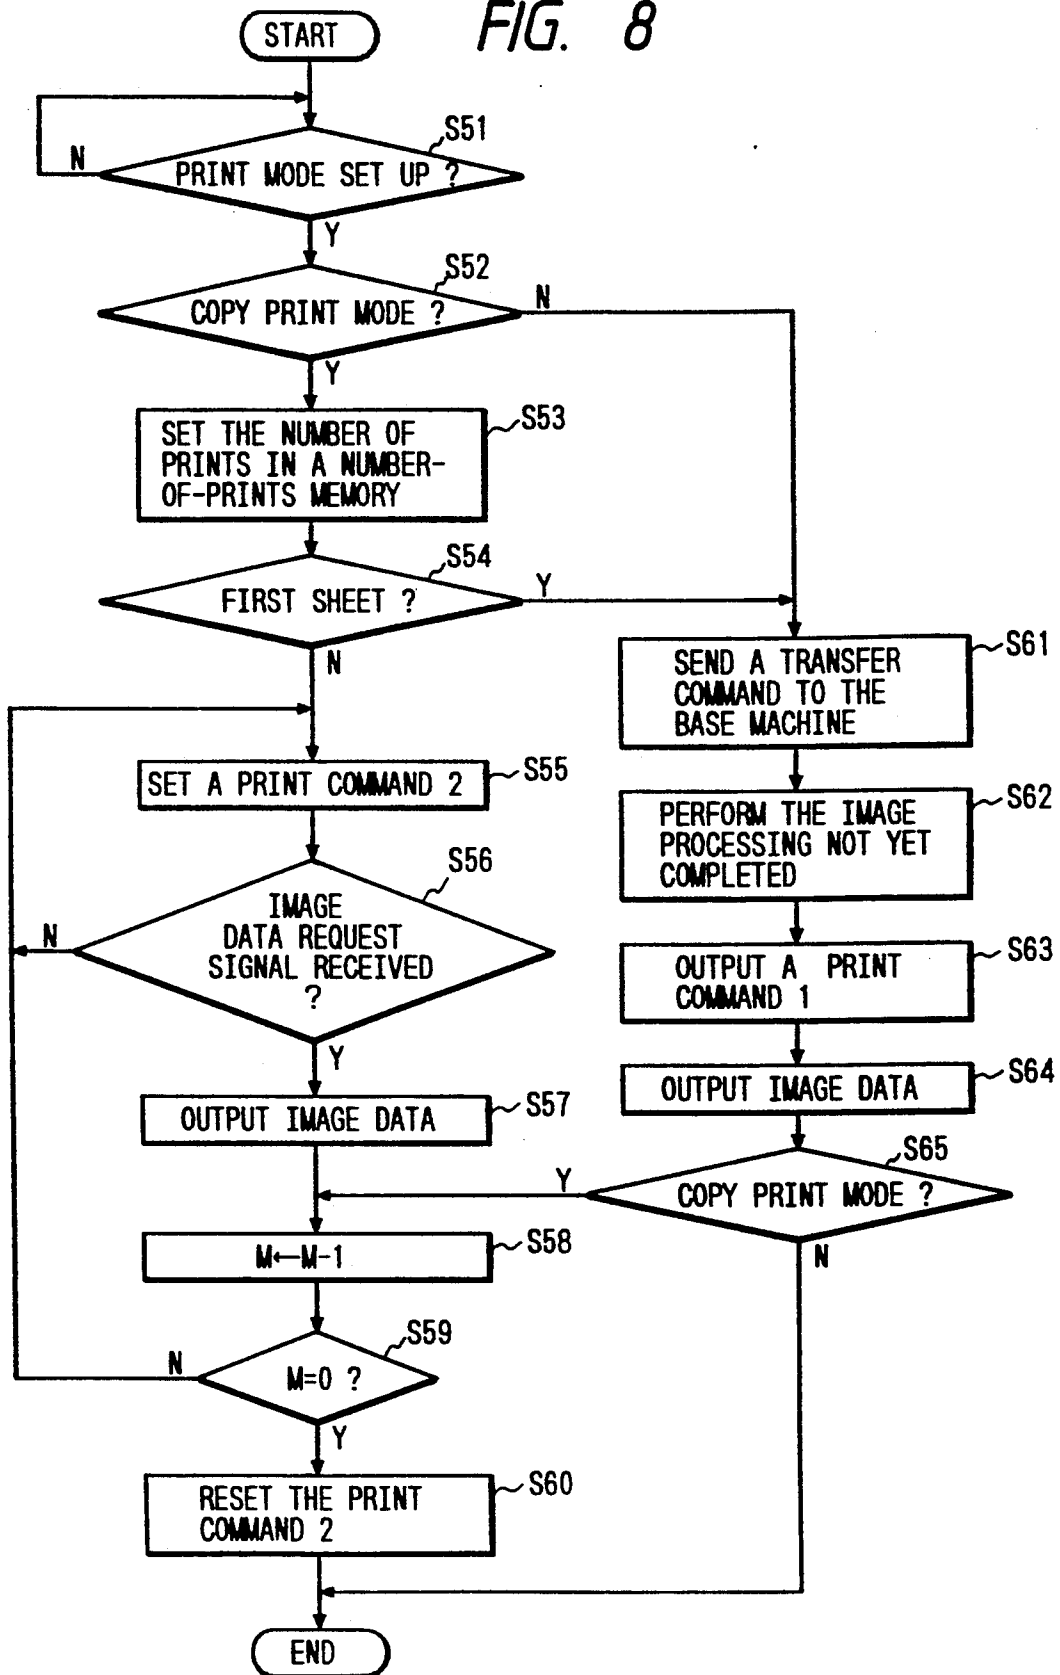 FIG. 8
START
S51
PRINT MODE SET UP ?
N
Y
S52
COPY PRINT MODE ?
N
Y
S53
SET THE NUMBER OF
PRINTS IN A NUMBER-
OF-PRINTS MEMORY
S54
FIRST SHEET ?
Y
N
S55
SET A PRINT COMMAND 2
S56
IMAGE
DATA REQUEST
SIGNAL RECEIVED
?
N
Y
S57
OUTPUT IMAGE DATA
S58
M←M-1
S59
M=0 ?
N
Y
S60
RESET THE PRINT
COMMAND 2
END
S61
SEND A TRANSFER
COMMAND TO THE
BASE MACHINE
S62
PERFORM THE IMAGE
PROCESSING NOT YET
COMPLETED
S63
OUTPUT A PRINT
COMMAND 1
S64
OUTPUT IMAGE DATA
S65
COPY PRINT MODE ?
Y
N